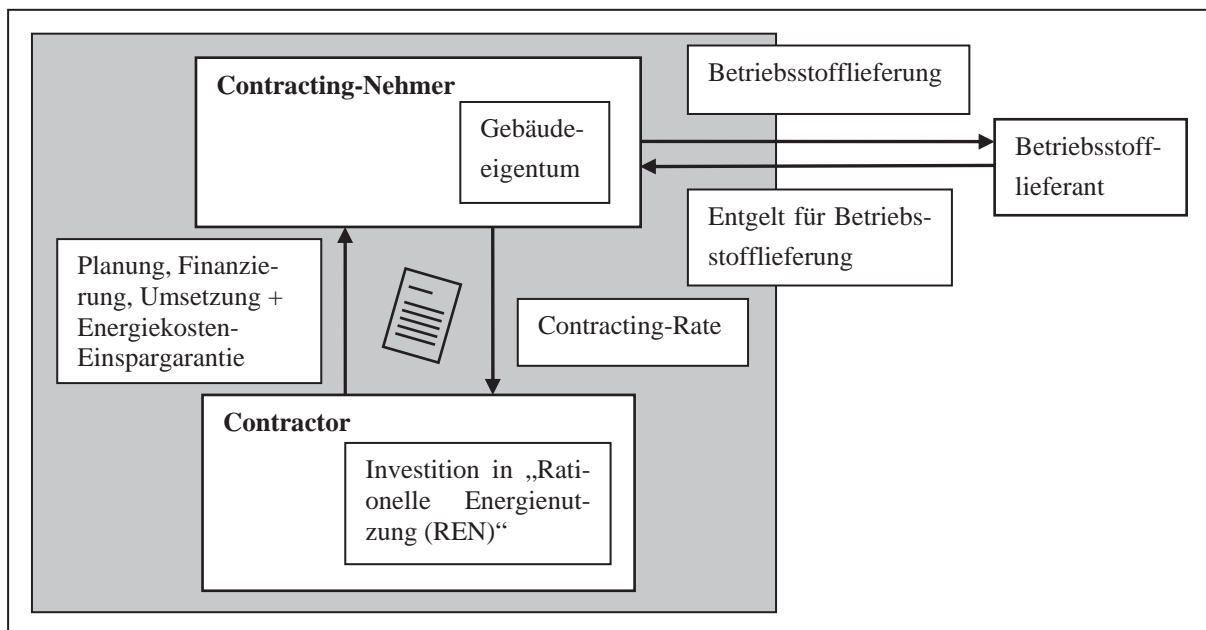 Contracting-Nehmer
Gebäude-
eigentum
Betriebsstofflieferung
Betriebsstoff-
lieferant
Entgelt für Betriebs-
stofflieferung
Planung, Finanzie-
rung, Umsetzung +
Energiekosten-
Einspargarantie
Contracting-Rate
Contractor
Investition in „Rati-
onelle Energienut-
zung (REN)“